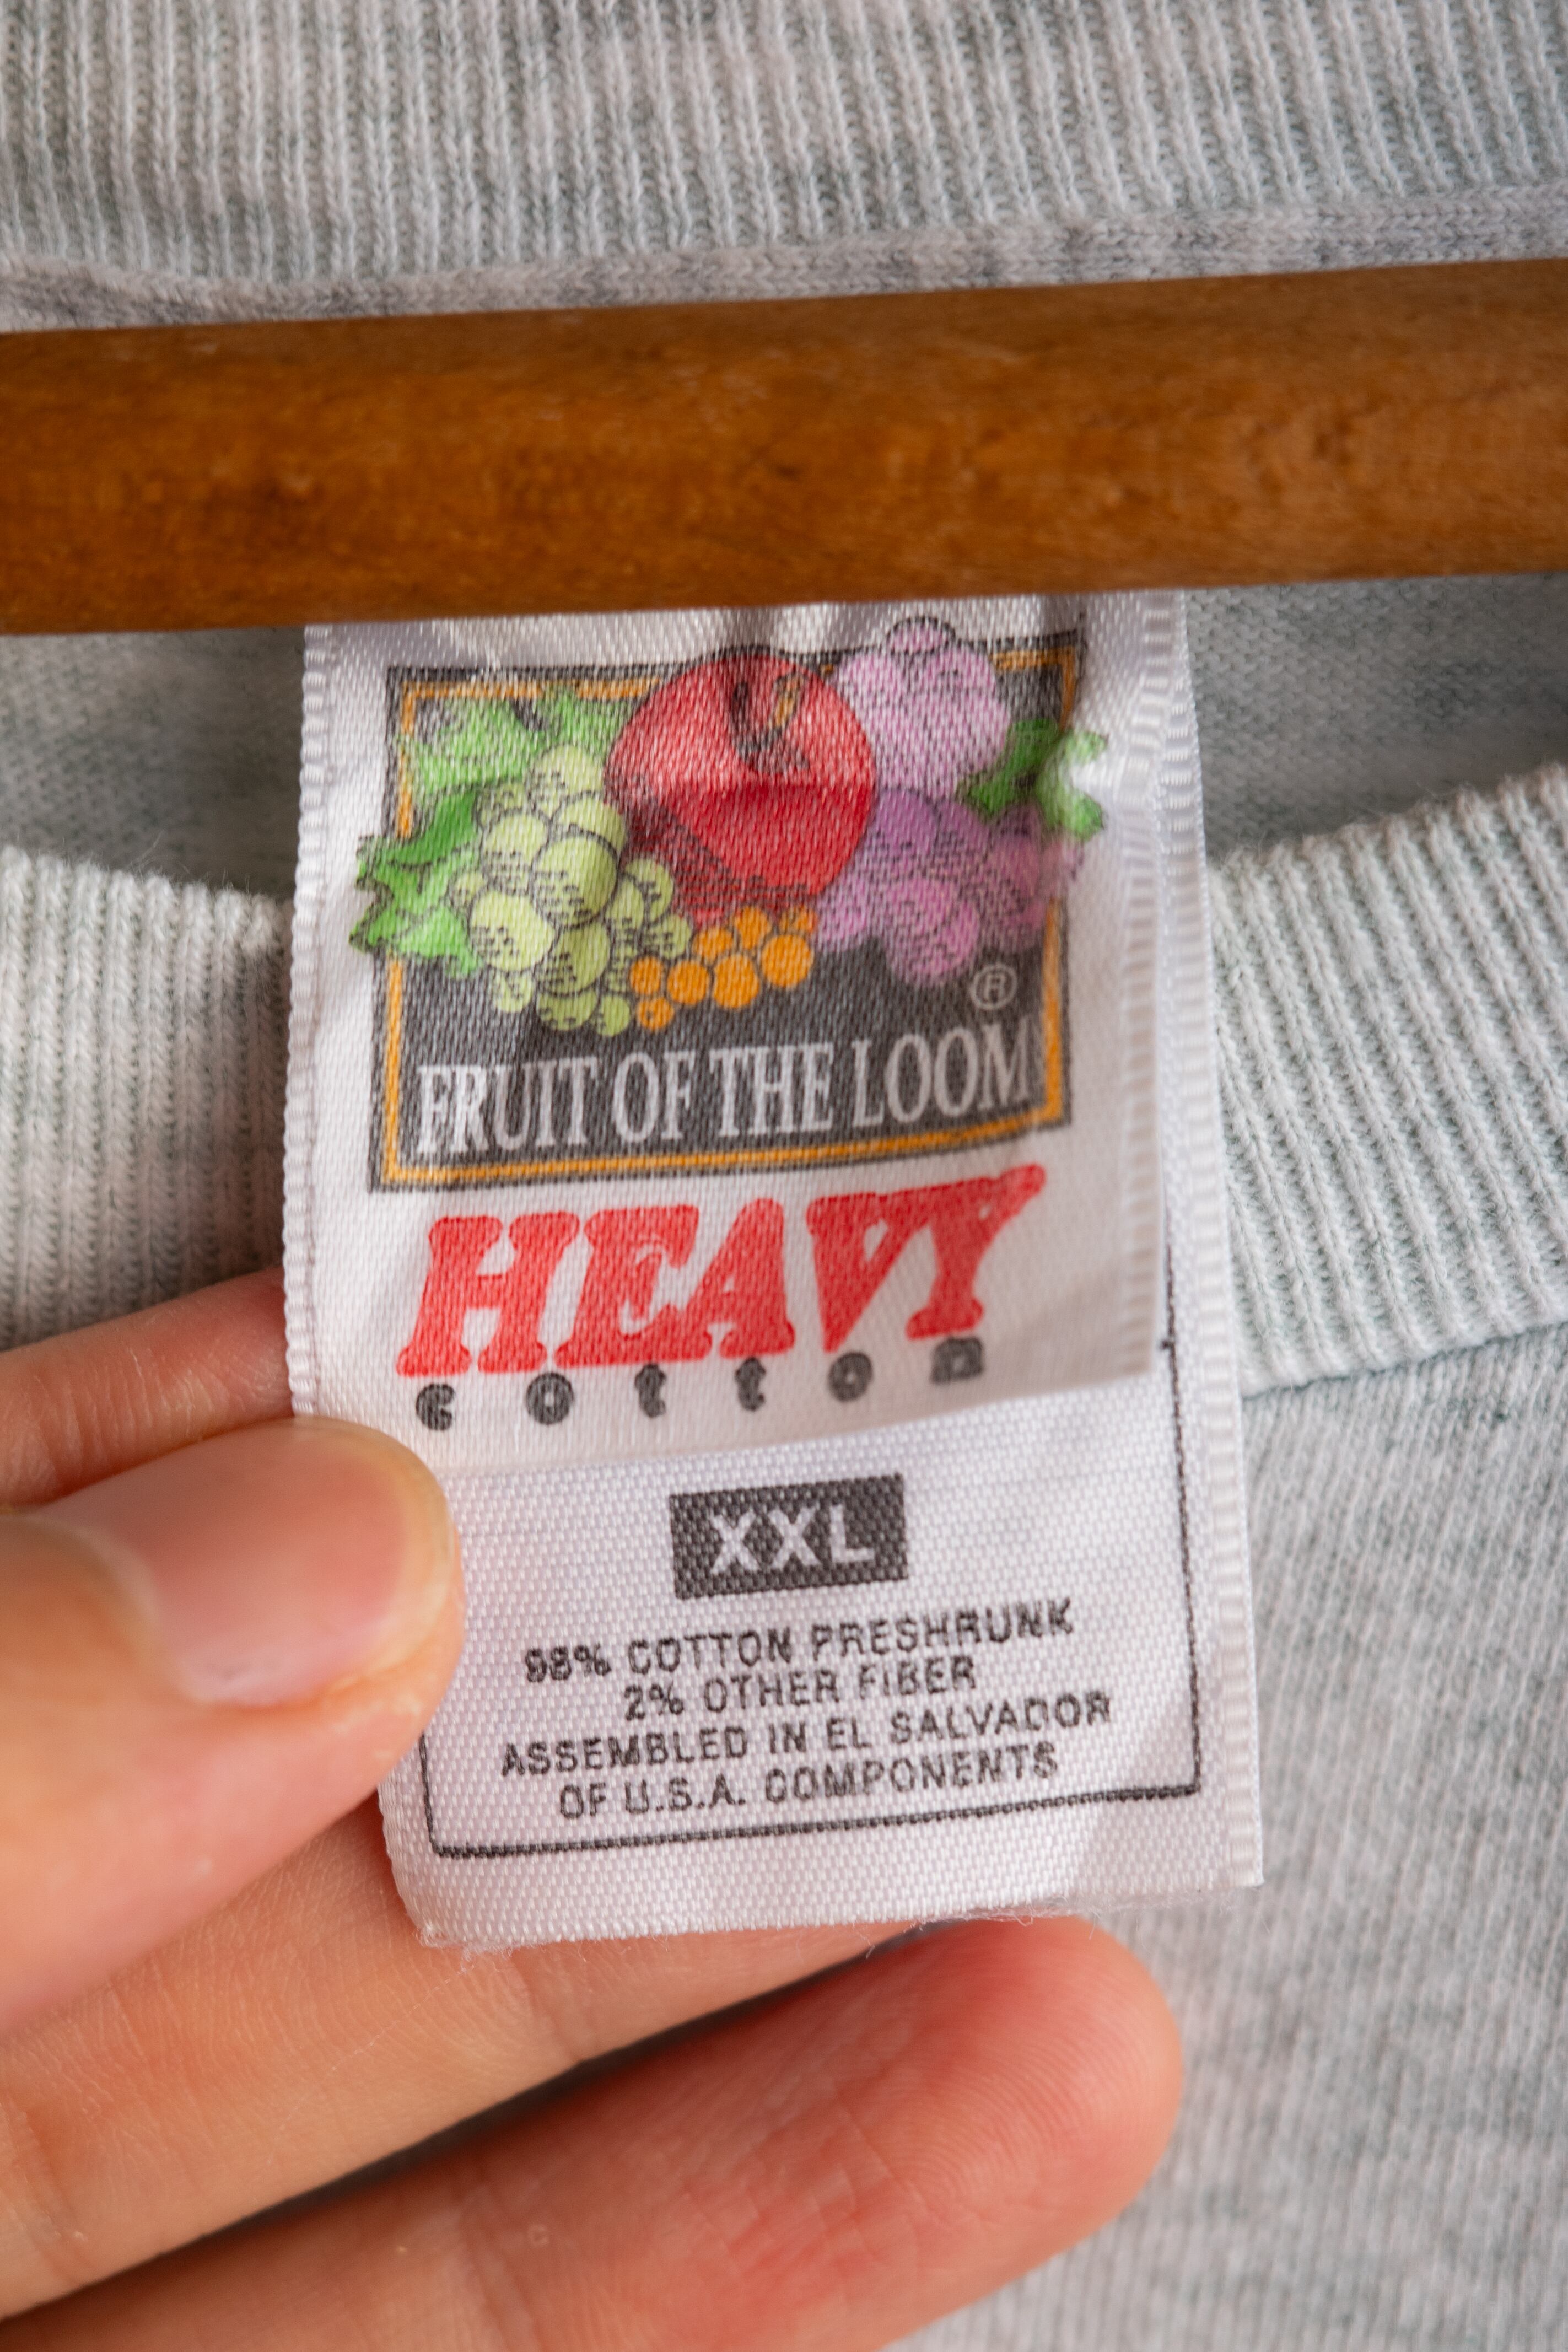 ®
FRUIT OF THE LOOM
HEAVY
cotton
XXL
98% COTTON PRESHRUNK
2% OTHER FIBER
ASSEMBLED IN EL SALVADOR
OF U.S.A. COMPONENTS